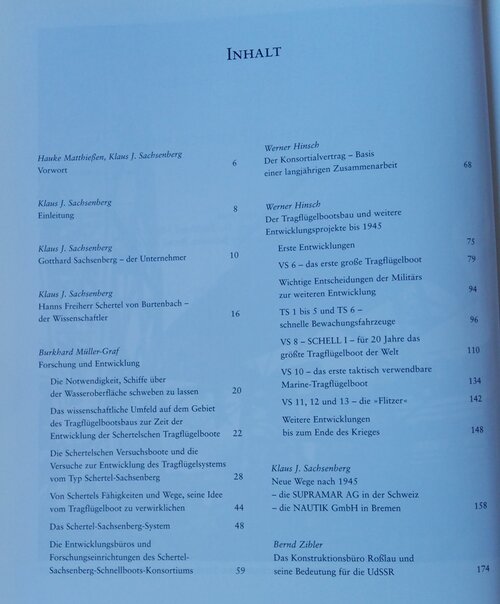 INHALT
Hauke Matthießen, Klaus J. Sachsenberg
Vorwort 6
Klaus J. Sachsenberg
Einleitung 8
Klaus J. Sachsenberg
Gotthard Sachsenberg – der Unternehmer 10
Klaus J. Sachsenberg
Hanns Freiherr Schertel von Burtenbach –
der Wissenschaftler 16
Burkhard Müller-Graf
Forschung und Entwicklung
Die Notwendigkeit, Schiffe über
der Wasseroberfläche schweben zu lassen 20
Das wissenschaftliche Umfeld auf dem Gebiet
des Tragflügelbootsbaus zur Zeit der
Entwicklung der Schertelschen Tragflügelboote 22
Die Schertelschen Versuchsboote und die
Versuche zur Entwicklung des Tragflügelsystems
vom Typ Schertel-Sachsenberg 28
Von Schertels Fähigkeiten und Wege, seine Idee
vom Tragflügelboot zu verwirklichen 44
Das Schertel-Sachsenberg-System 48
Die Entwicklungsbüros und
Forschungseinrichtungen des Schertel-
Sachsenberg-Schnellboots-Konsortiums 59
Werner Hinsch
Der Konsortialvertrag – Basis
einer langjährigen Zusammenarbeit 68
Werner Hinsch
Der Tragflügelbootsbau und weitere
Entwicklungsprojekte bis 1945
Erste Entwicklungen 75
VS 6 – das erste große Tragflügelboot 79
Wichtige Entscheidungen der Militärs
zur weiteren Entwicklung 94
TS 1 bis 5 und TS 6 –
schnelle Bewachungsfahrzeuge 96
VS 8 – SCHELL I – für 20 Jahre das
größte Tragflügelboot der Welt 110
VS 10 – das erste taktisch verwendbare
Marine-Tragflügelboot 134
VS 11, 12 und 13 – die »Flitzer« 142
Weitere Entwicklungen
bis zum Ende des Krieges 148
Klaus J. Sachsenberg
Neue Wege nach 1945
– die SUPRAMAR AG in der Schweiz
– die NAUTIK GmbH in Bremen 158
Bernd Zibler
Das Konstruktionsbüro Roßlau und
seine Bedeutung für die UdSSR 174